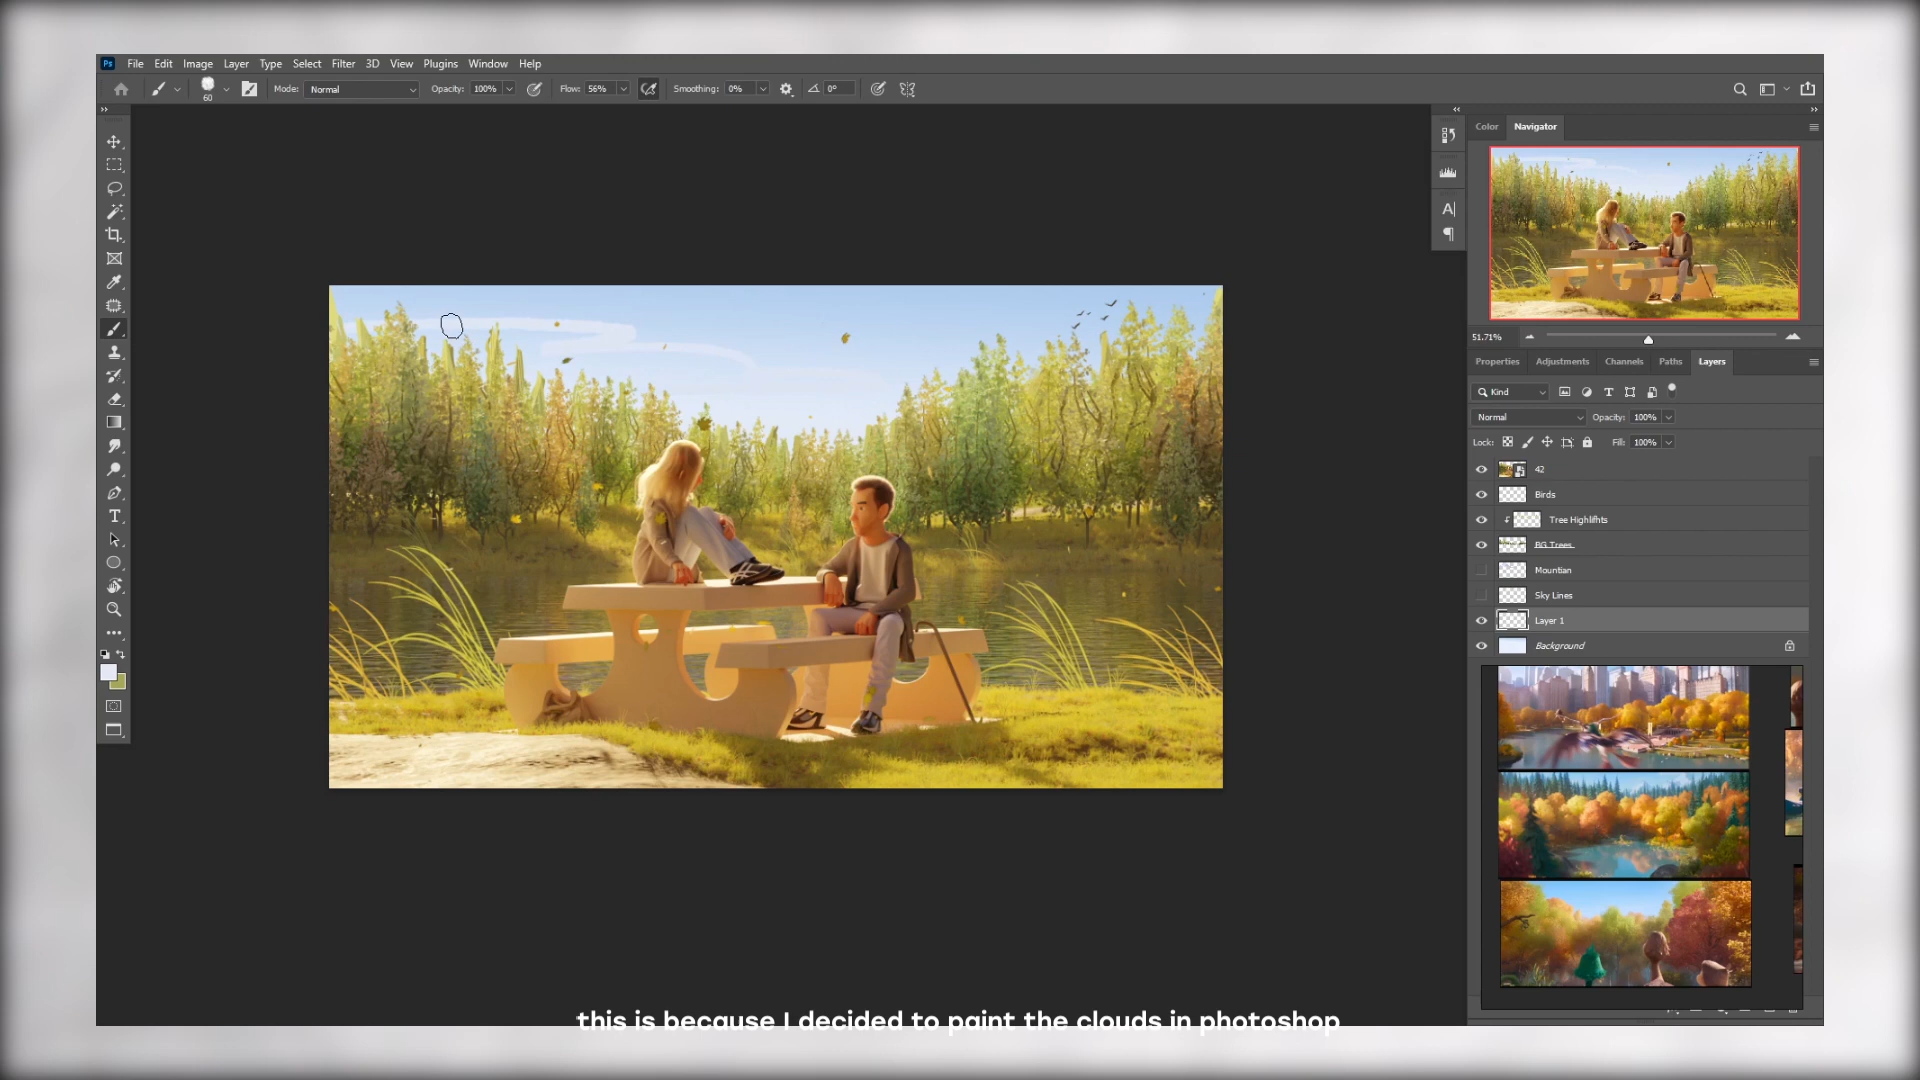 Ps File Edit Image Layer Type Select Filter 3D View Plugins Window Help
60 Mode: Normal Opacity: 100% Flow: 56% Smoothing: 0% 0°
Color Navigator
51.71%
Properties Adjustments Channels Paths Layers
Kind
Normal Opacity: 100%
Lock: Fill: 100%
42
Birds
Tree Highlifhts
BG Trees
Mountian
Sky Lines
Layer 1
Background
this is because I decided to paint the clouds in photoshop